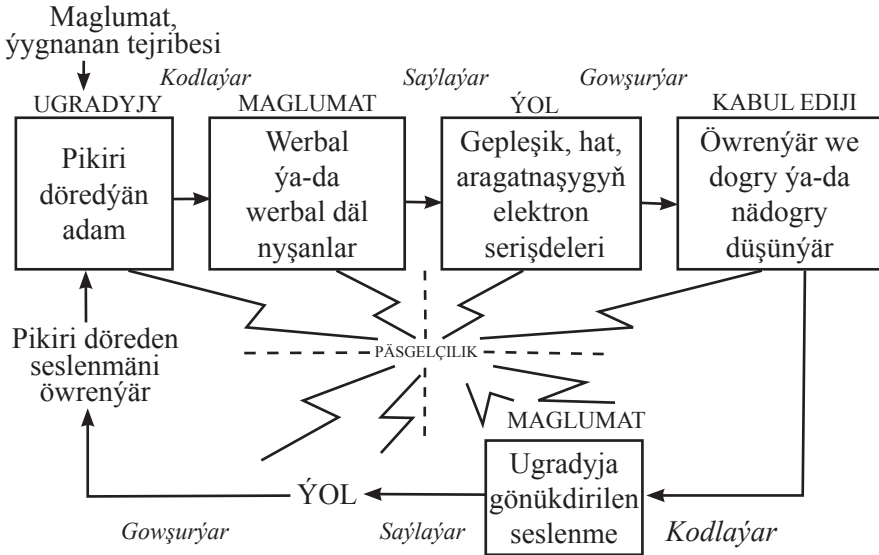 Maglumat,
ýygnanan tejribesi
Kodlaýar
Saýlaýar
Gowşurýar
UGRADYJY
MAGLUMAT
ÝOL
KABUL EDIJI
Pikiri
döredýän
adam
Werbal
ýa-da
werbal däl
nyşanlar
Gepleşik, hat,
aragatnaşygyň
elektron
serişdeleri
Öwrenýär we
dogry ýa-da
nädogry
düşünýär
Pikiri döreden
seslenmäni
öwrenýär
PÄSGELÇILIK
MAGLUMAT
Ugradyja
gönükdirilen
seslenme
ÝOL
Gowşurýar
Saýlaýar
Kodlaýar